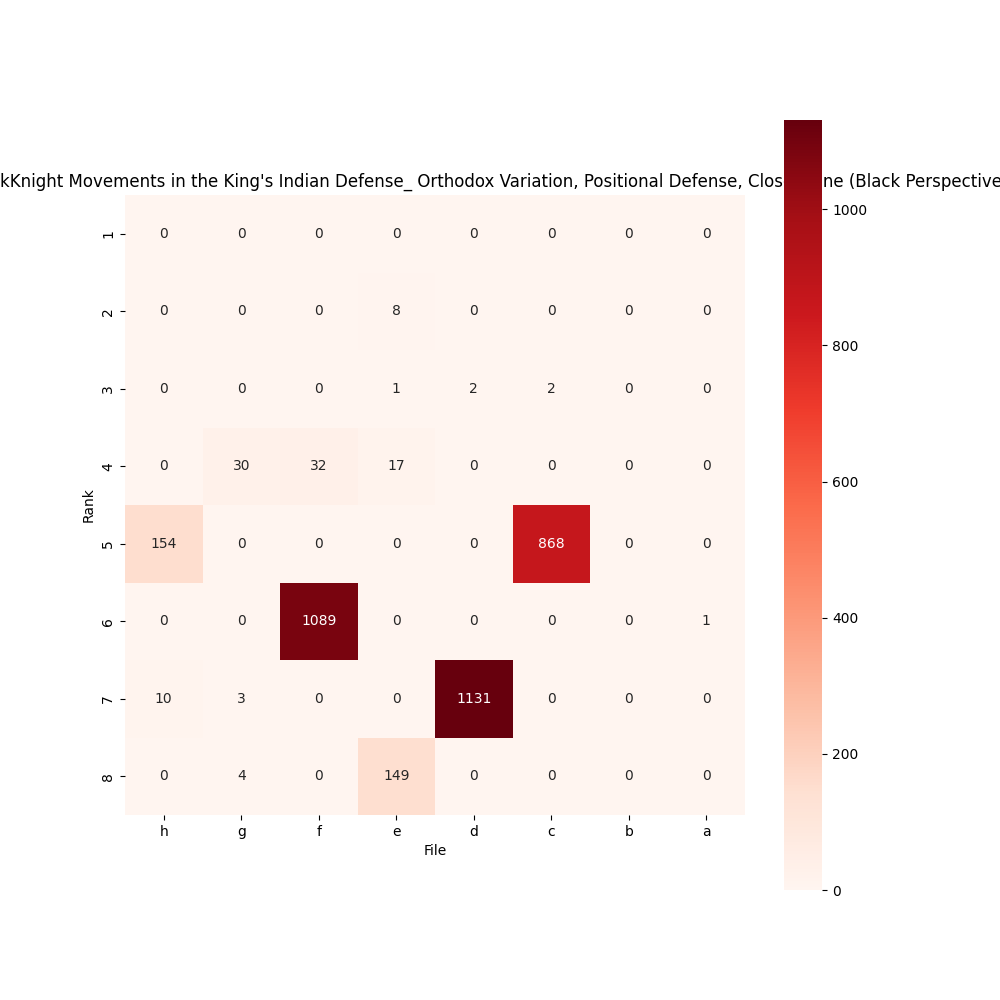 kKnight Movements in the King's Indian Defense_ Orthodox Variation, Positional Defense, (Black Perspective
1 0 0 0 0 0 0 0 0
2 0 0 0 8 0 0 0 0
3 0 0 0 1 2 2 0 0
4 0 30 32 17 0 0 0 0
5 154 0 0 0 0 868 0 0
6 0 0 1089 0 0 0 0 1
7 10 3 0 0 1131 0 0 0
8 0 4 0 149 0 0 0 0
h g f e d c b a
File
Rank
1000
800
600
400
200
0